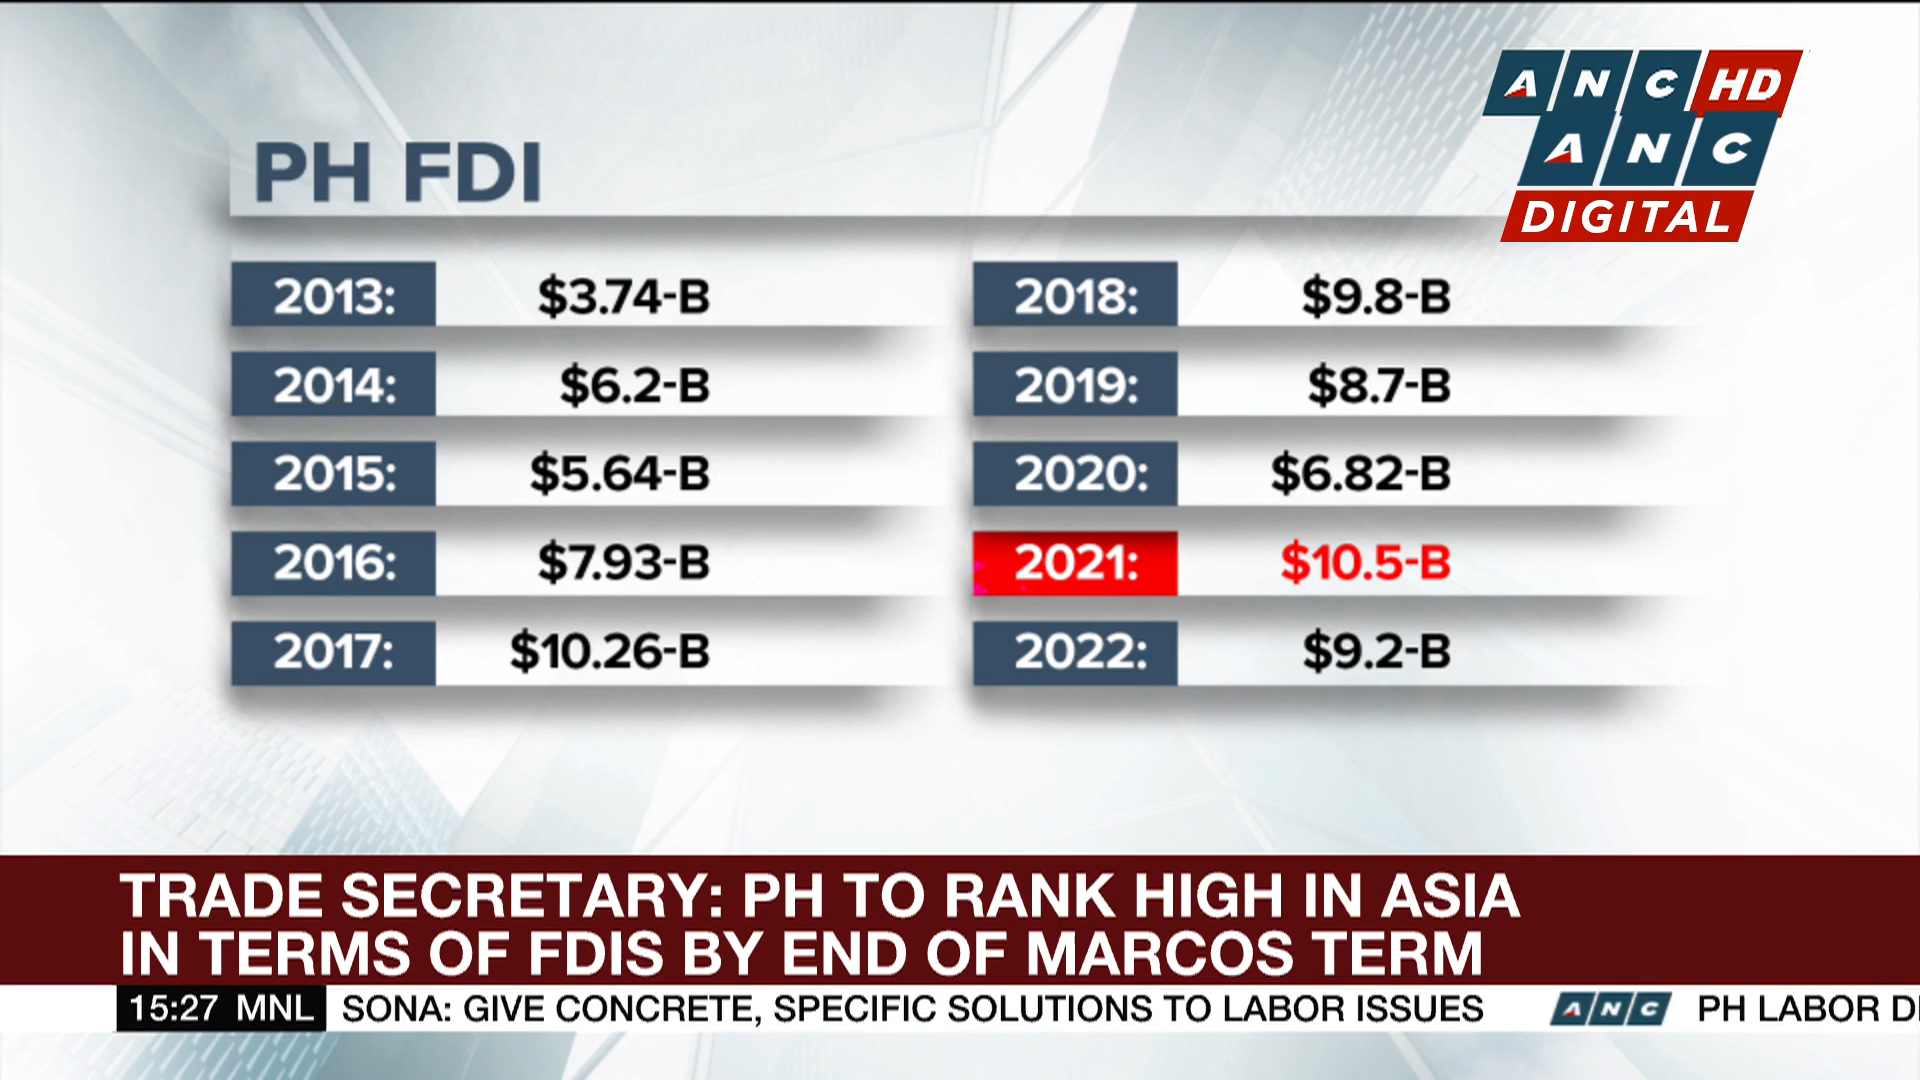 ANC HD
ANC
DIGITAL
PH FDI
2013: $3.74-B
2014: $6.2-B
2015: $5.64-B
2016: $7.93-B
2017: $10.26-B
2018: $9.8-B
2019: $8.7-B
2020: $6.82-B
2021: $10.5-B
2022: $9.2-B
TRADE SECRETARY: PH TO RANK HIGH IN ASIA
IN TERMS OF FDIS BY END OF MARCOS TERM
15:27 MNL SONA: GIVE CONCRETE, SPECIFIC SOLUTIONS TO LABOR ISSUES ANC PH LABOR